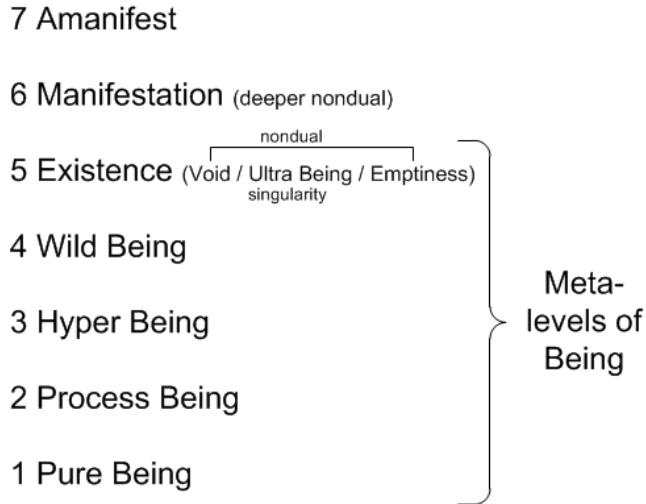 7 Amanifest
6 Manifestation (deeper nondual)
nondual
5 Existence (Void / Ultra Being / Emptiness)
singularity
4 Wild Being
3 Hyper Being
2 Process Being
1 Pure Being
Meta-
levels of
Being